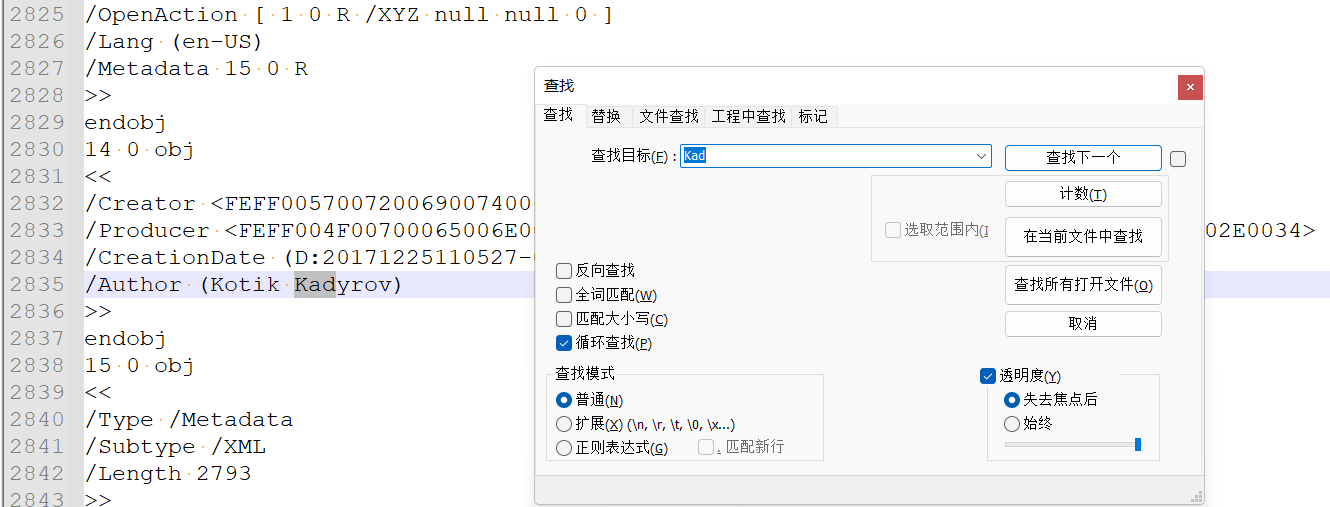 2825 /OpenAction [ 1 0 R /XYZ null null 0 ]
2826 /Lang (en-US)
2827 /Metadata 15 0 R
2828 >>
2829 endobj
2830 14 0 obj
2831 <<
2832 /Creator <FEFF005700720069007400
2833 /Producer <FEFF004F00700065006E00 02E0034>
2834 /CreationDate (D:20171225110527-
2835 /Author (Kotik Kadyrov)
2836 >>
2837 endobj
2838 15 0 obj
2839 <<
2840 /Type /Metadata
2841 /Subtype /XML
2842 /Length 2793
2843 >>
查找
查找 替换 文件查找 工程中查找 标记
查找目标(F) : Kad 查找下一个
计数(T)
选取范围内(I 在当前文件中查找
反向查找 查找所有打开文件(O)
全词匹配(W)
匹配大小写(C) 取消
循环查找(P)
查找模式 透明度(Y)
普通(N) 失去焦点后
扩展(X) (\n, \r, \t, \0, \x...) 始终
正则表达式(G) . 匹配新行